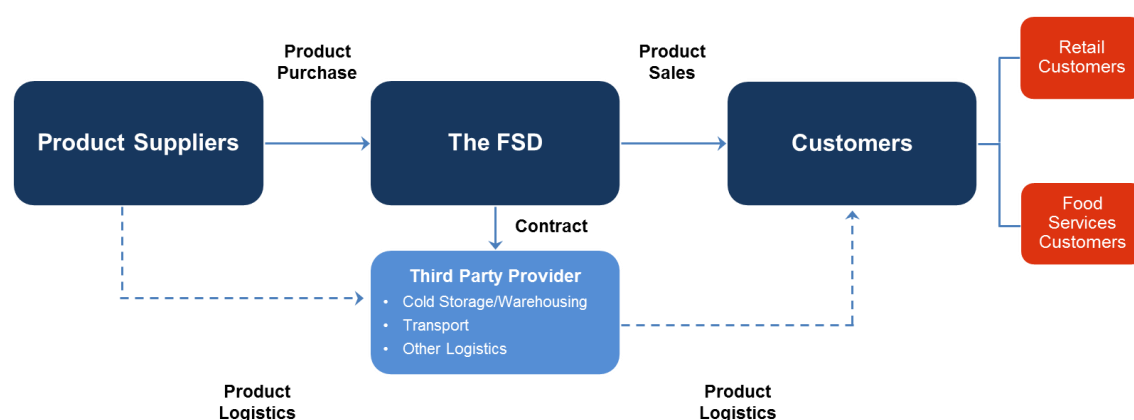 Product
Purchase
Product
Sales
Retail
Customers
Product Suppliers
The FSD
Customers
Food
Services
Customers
Contract
Third Party Provider
• Cold Storage/Warehousing
• Transport
• Other Logistics
Product
Logistics
Product
Logistics